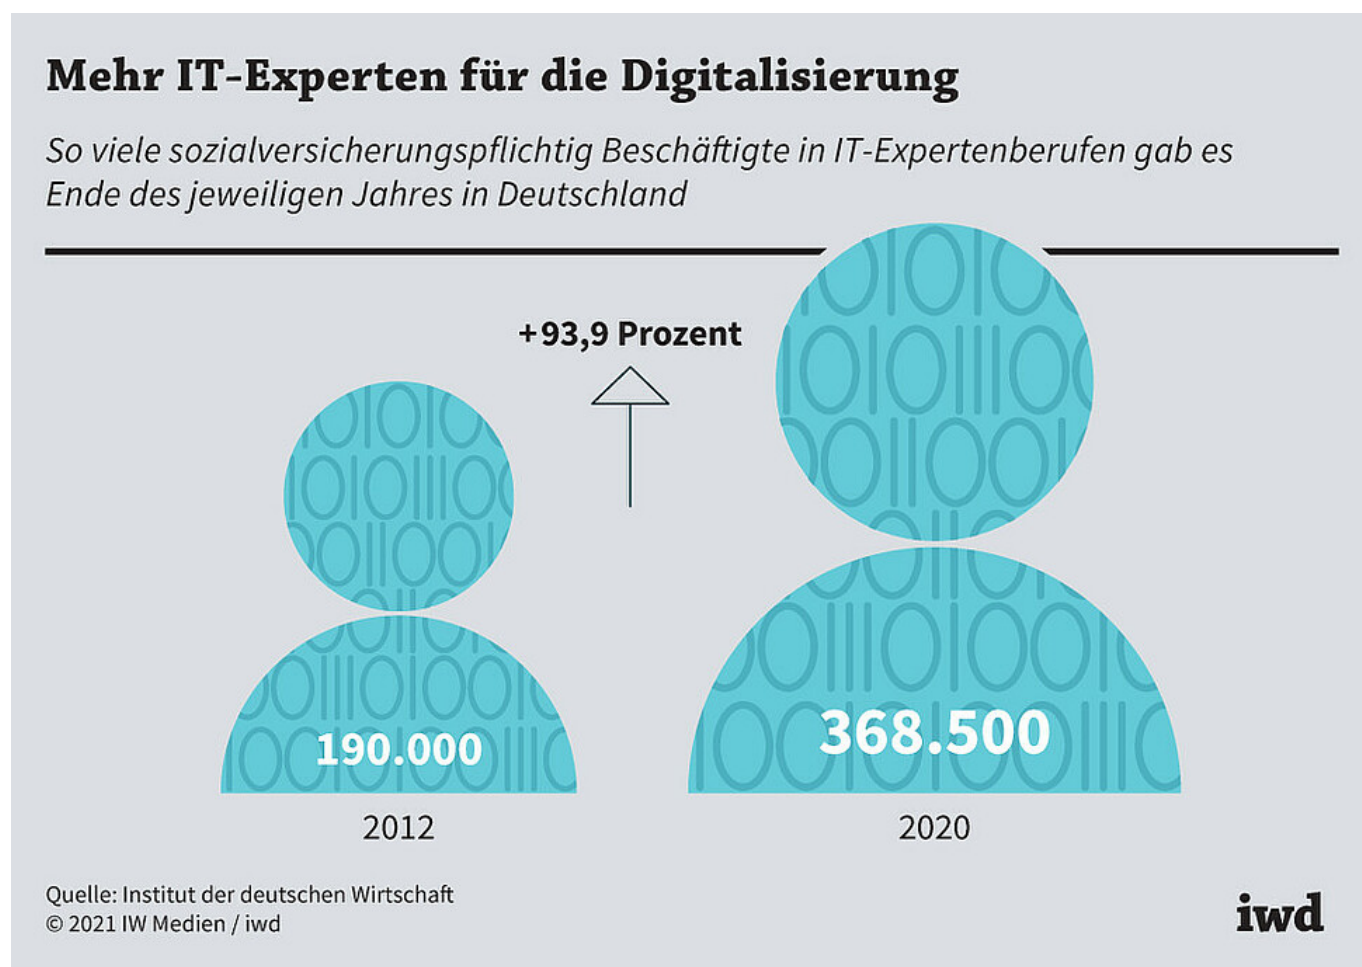 Mehr IT-Experten für die Digitalisierung
So viele sozialversicherungspflichtig Beschäftigte in IT-Expertenberufen gab es
Ende des jeweiligen Jahres in Deutschland
+93,9 Prozent
190.000
368.500
2012
2020
Quelle: Institut der deutschen Wirtschaft
© 2021 IW Medien / iwd
iwd